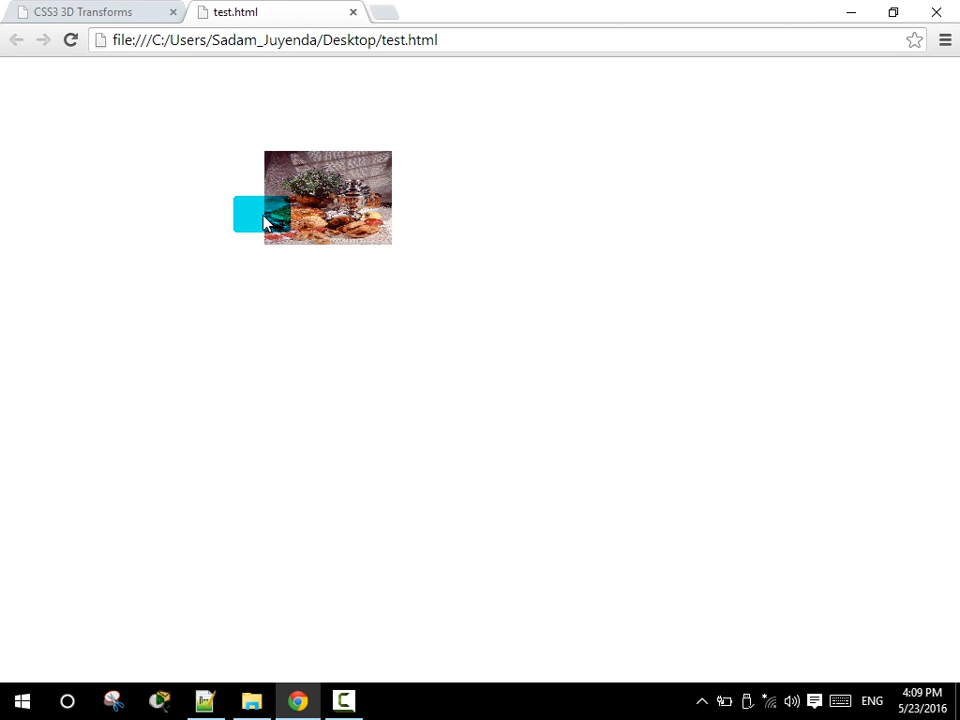 CSS3 3D Transforms
test.html
file:///C:/Users/Sadam_Juyenda/Desktop/test.html
ENG
4:09 PM
5/23/2016